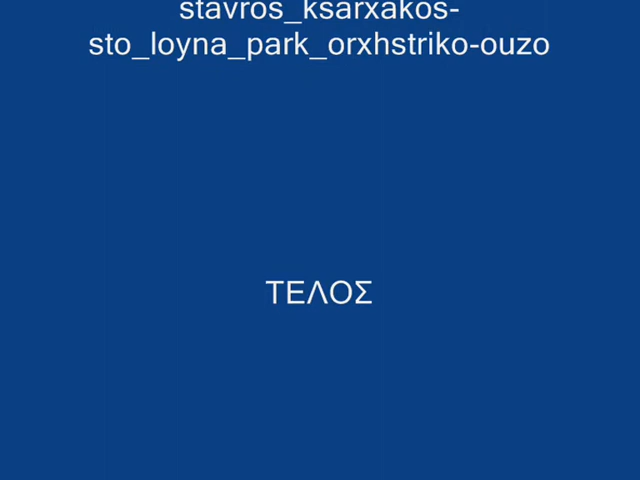 stavros_ksarxakos-
sto_loyna_park_orxhstriko-ouzo
ΤΕΛΟΣ